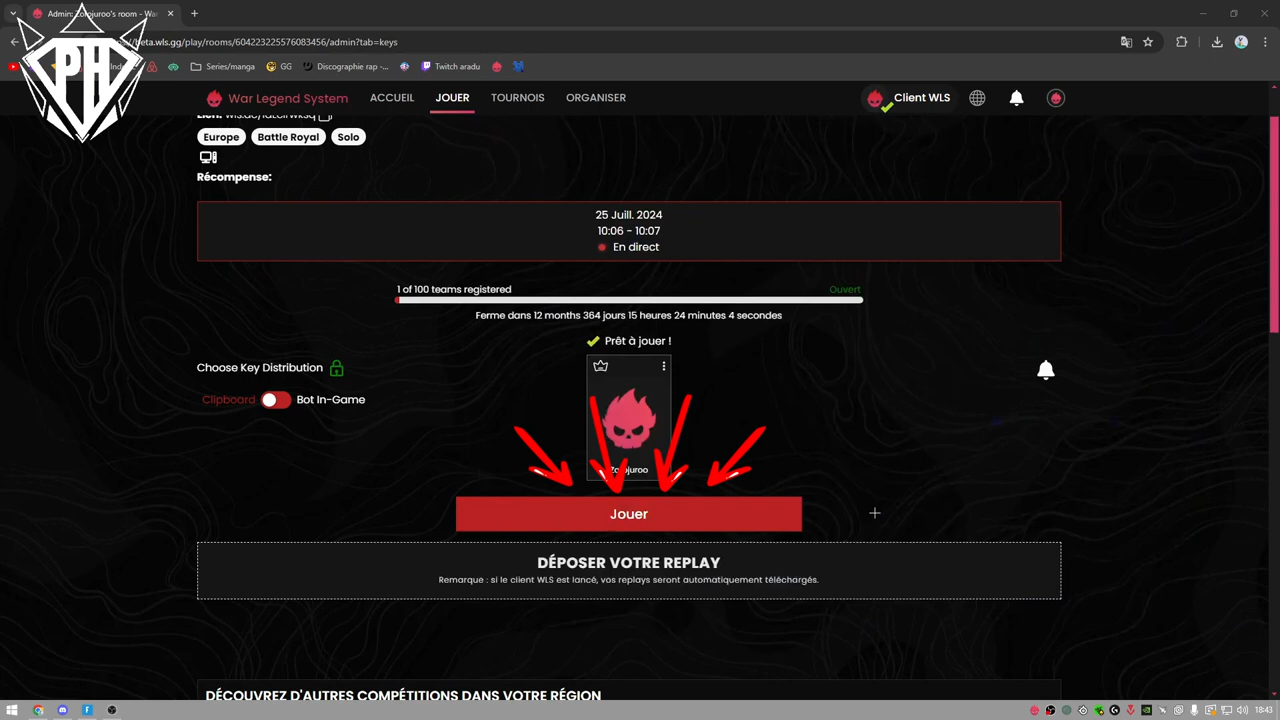 PH
Admin: Zorojuroo's room - Wa
beta.wls.gg/play/rooms/604223225576083456/admin?tab=keys
Series/manga
GG
Discographie rap -...
Twitch aradu
War Legend System
ACCUEIL
JOUER
TOURNOIS
ORGANISER
Client WLS
Europe
Battle Royal
Solo
Récompense:
25 Juill. 2024
10:06 - 10:07
En direct
1 of 100 teams registered
Ouvert
Ferme dans 12 months 364 jours 15 heures 24 minutes 4 secondes
Prêt à jouer !
Choose Key Distribution
Clipboard
Bot In-Game
Zorojuroo
Jouer
DÉPOSER VOTRE REPLAY
Remarque : si le client WLS est lancé, vos replays seront automatiquement téléchargés.
DÉCOUVREZ D'AUTRES COMPÉTITIONS DANS VOTRE RÉGION
18:43